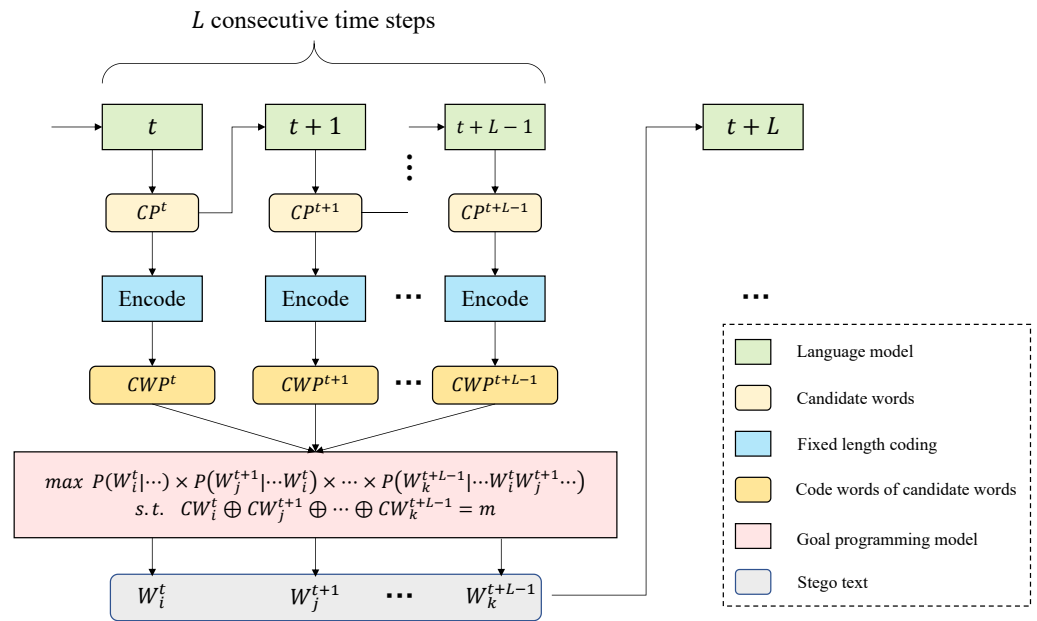 L consecutive time steps
t
t + 1
t + L − 1
t + L
⋮
CP^t
CP^{t+1}
CP^{t+L−1}
Encode
Encode
...
Encode
...
CWP^t
CWP^{t+1}
...
CWP^{t+L−1}
max P(W_i^t|⋯) × P(W_j^{t+1}|⋯W_i^t) × ⋯ × P(W_k^{t+L−1}|⋯W_i^t W_j^{t+1}⋯)
s.t. CW_i^t ⊕ CW_j^{t+1} ⊕ ⋯ ⊕ CW_k^{t+L−1} = m
W_i^t
W_j^{t+1}
...
W_k^{t+L−1}
Language model
Candidate words
Fixed length coding
Code words of candidate words
Goal programming model
Stego text